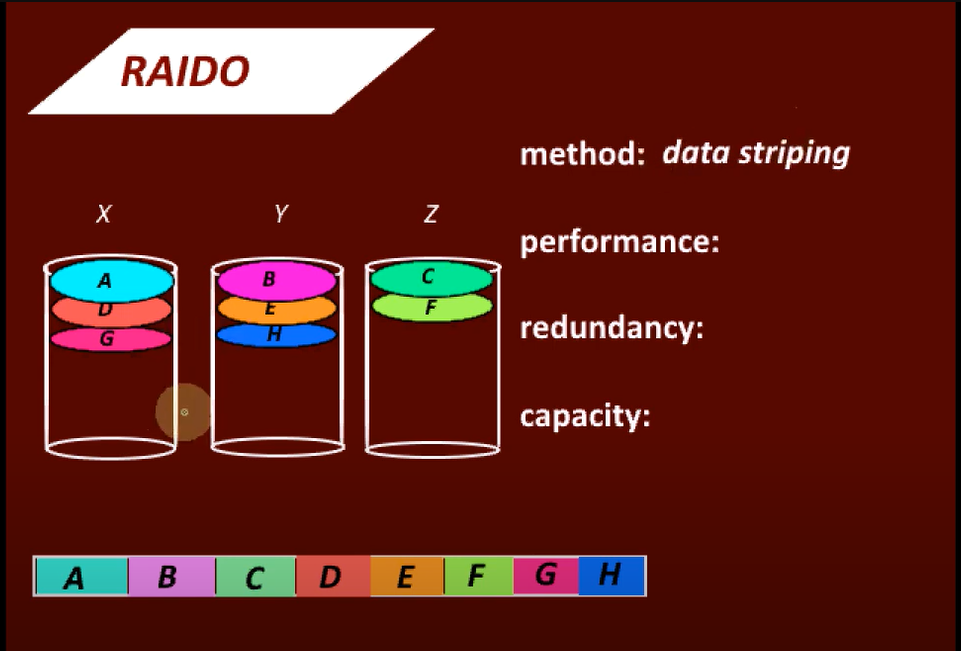 RAIDO
method: data striping
performance:
redundancy:
capacity:
X Y Z
A B C
D E F
G H
A B C D E F G H